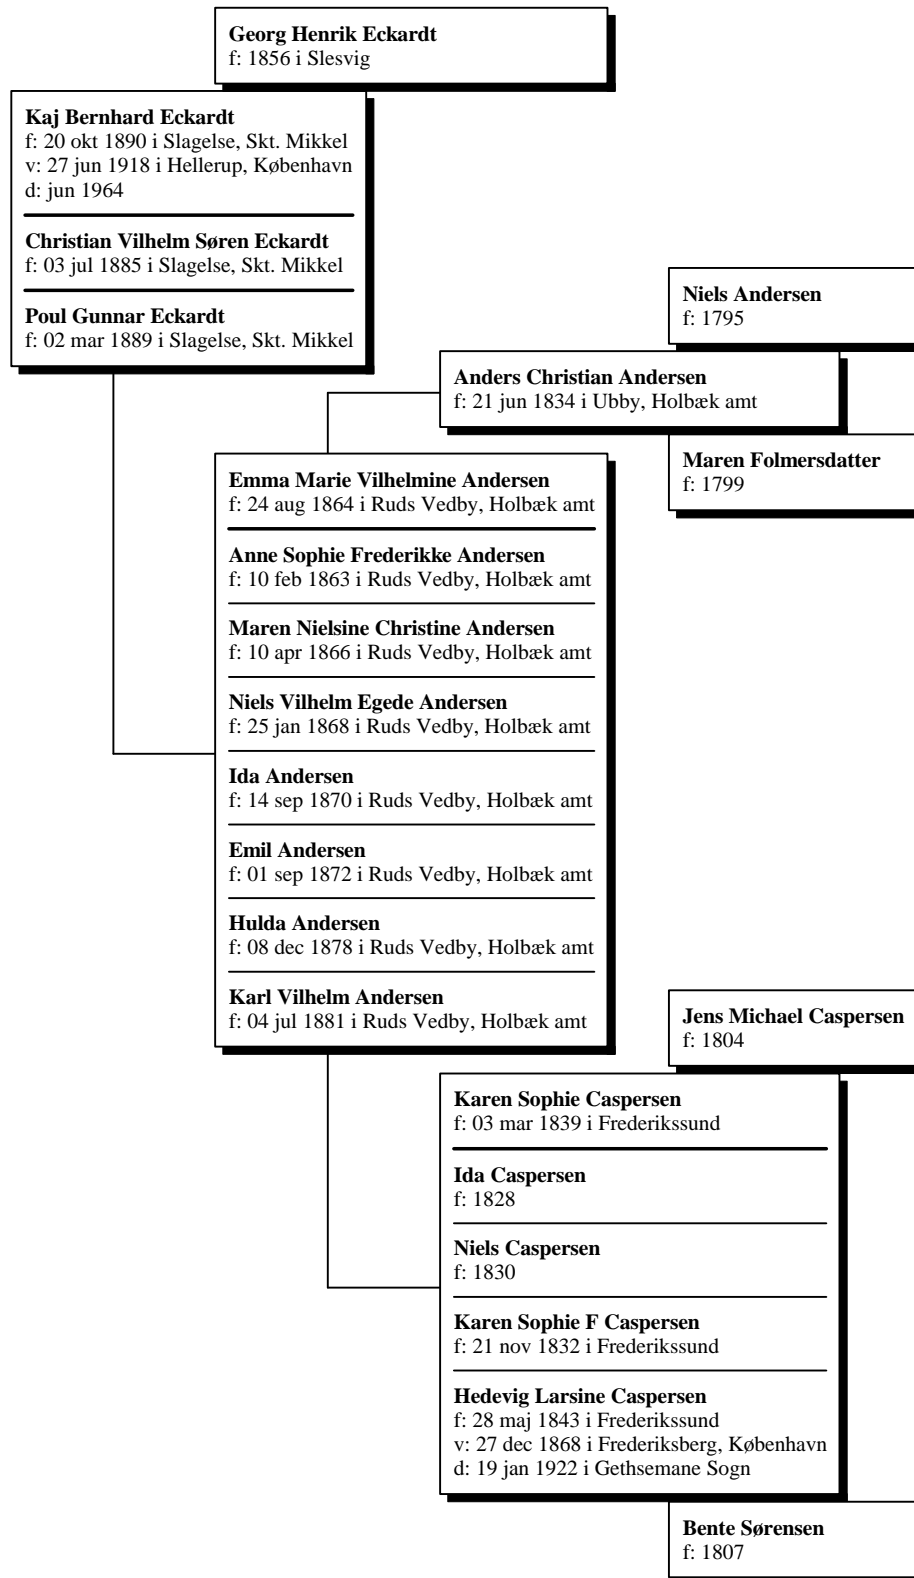 Georg Henrik Eckardt
f: 1856 i Slesvig
Kaj Bernhard Eckardt
f: 20 okt 1890 i Slagelse, Skt. Mikkel
v: 27 jun 1918 i Hellerup, København
d: jun 1964
Christian Vilhelm Søren Eckardt
f: 03 jul 1885 i Slagelse, Skt. Mikkel
Poul Gunnar Eckardt
f: 02 mar 1889 i Slagelse, Skt. Mikkel
Niels Andersen
f: 1795
Anders Christian Andersen
f: 21 jun 1834 i Ubby, Holbæk amt
Maren Folmersdatter
f: 1799
Emma Marie Vilhelmine Andersen
f: 24 aug 1864 i Ruds Vedby, Holbæk amt
Anne Sophie Frederikke Andersen
f: 10 feb 1863 i Ruds Vedby, Holbæk amt
Maren Nielsine Christine Andersen
f: 10 apr 1866 i Ruds Vedby, Holbæk amt
Niels Vilhelm Egede Andersen
f: 25 jan 1868 i Ruds Vedby, Holbæk amt
Ida Andersen
f: 14 sep 1870 i Ruds Vedby, Holbæk amt
Emil Andersen
f: 01 sep 1872 i Ruds Vedby, Holbæk amt
Hulda Andersen
f: 08 dec 1878 i Ruds Vedby, Holbæk amt
Karl Vilhelm Andersen
f: 04 jul 1881 i Ruds Vedby, Holbæk amt
Jens Michael Caspersen
f: 1804
Karen Sophie Caspersen
f: 03 mar 1839 i Frederikssund
Ida Caspersen
f: 1828
Niels Caspersen
f: 1830
Karen Sophie F Caspersen
f: 21 nov 1832 i Frederikssund
Hedevig Larsine Caspersen
f: 28 maj 1843 i Frederikssund
v: 27 dec 1868 i Frederiksberg, København
d: 19 jan 1922 i Gethsemane Sogn
Bente Sørensen
f: 1807